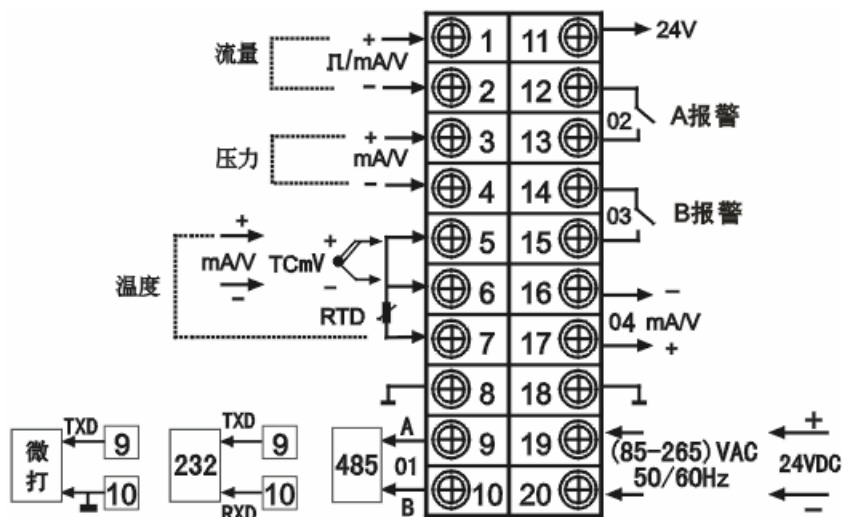 流量 + ⎍/mA/V − 1 11 24V
2 12 02 A报警
压力 + mA/V − 3 13
4 14 03 B报警
温度 + mA/V − + TCmV − 5 15
RTD 6 16 −
7 17 04 mA/V +
8 18
微打 TXD 9 10
232 TXD 9 RXD 10
485 A 01 B 9 19 (85-265)VAC + 24VDC −
10 20 50/60Hz